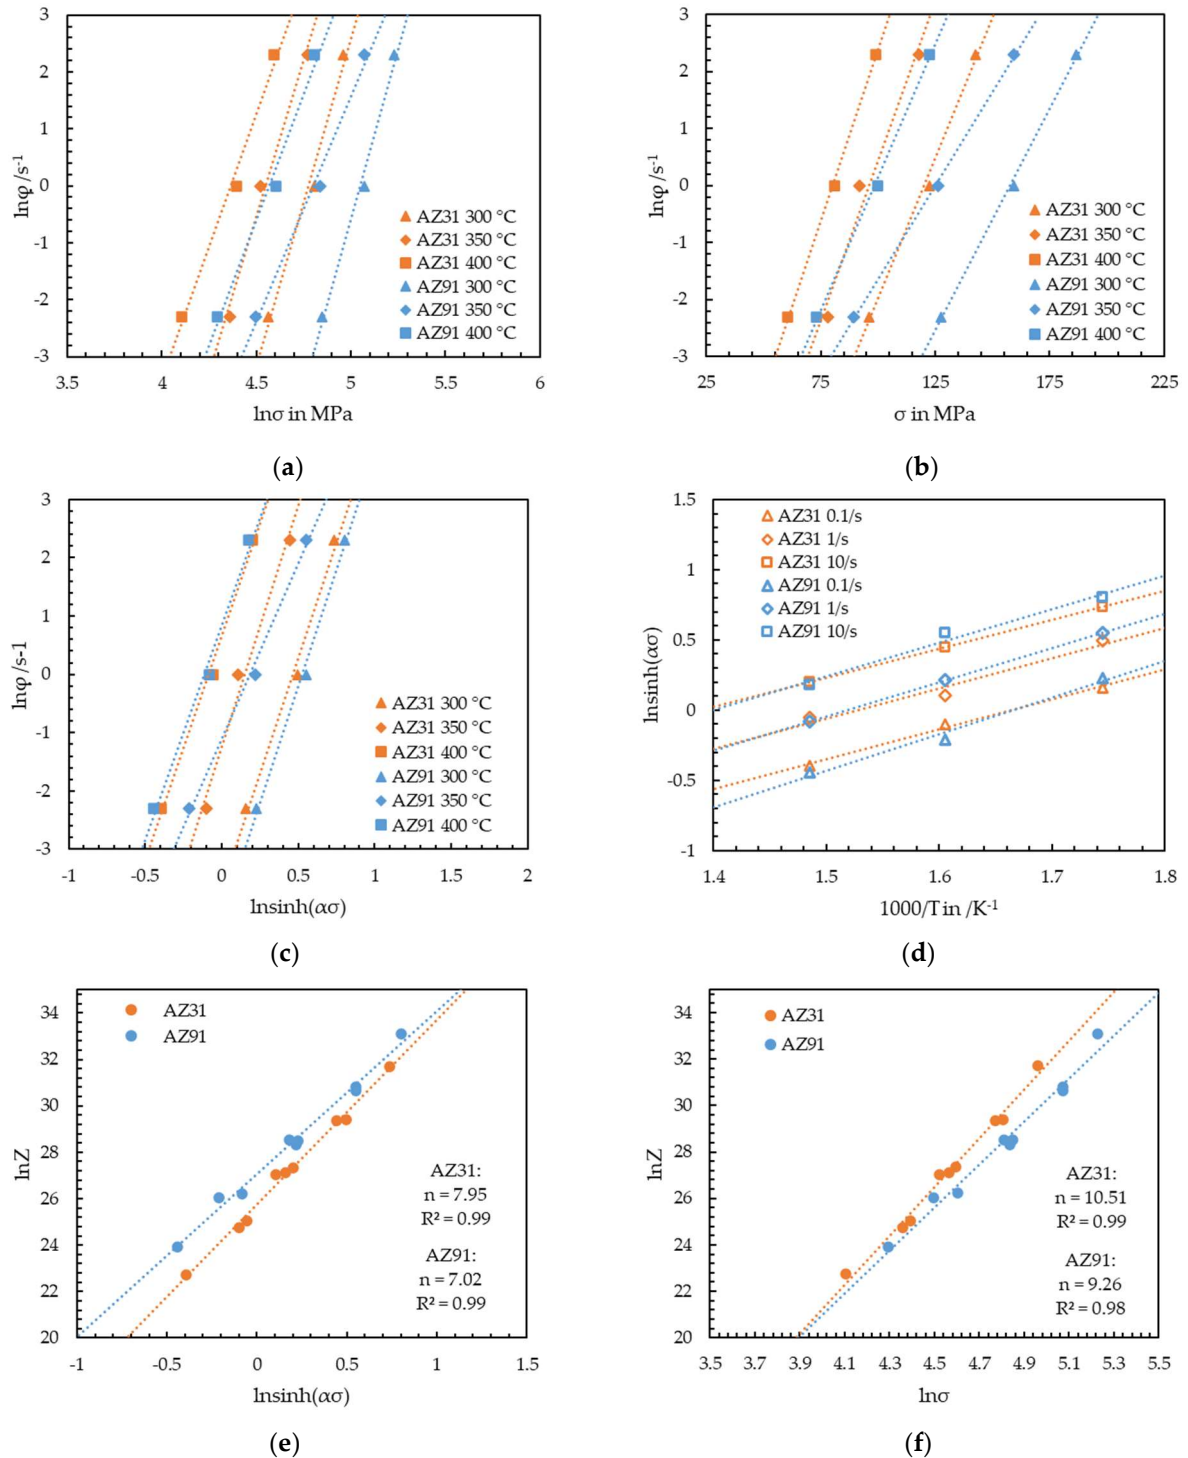 3
2
1
0
-1
-2
-3
lnφ /s⁻¹
3.5 4 4.5 5 5.5 6
lnσ in MPa
AZ31 300 °C
AZ31 350 °C
AZ31 400 °C
AZ91 300 °C
AZ91 350 °C
AZ91 400 °C
(a)
3
2
1
0
-1
-2
-3
lnφ /s⁻¹
25 75 125 175 225
σ in MPa
AZ31 300 °C
AZ31 350 °C
AZ31 400 °C
AZ91 300 °C
AZ91 350 °C
AZ91 400 °C
(b)
3
2
1
0
-1
-2
-3
lnφ /s-1
-1 -0.5 0 0.5 1 1.5 2
lnsinh(ασ)
AZ31 300 °C
AZ31 350 °C
AZ31 400 °C
AZ91 300 °C
AZ91 350 °C
AZ91 400 °C
(c)
1.5
1
0.5
0
-0.5
-1
lnsinh(ασ)
1.4 1.5 1.6 1.7 1.8
1000/T in /K⁻¹
AZ31 0.1/s
AZ31 1/s
AZ31 10/s
AZ91 0.1/s
AZ91 1/s
AZ91 10/s
(d)
34
32
30
28
26
24
22
20
lnZ
-1 -0.5 0 0.5 1 1.5
lnsinh(ασ)
AZ31
AZ91
AZ31:
n = 7.95
R² = 0.99
AZ91:
n = 7.02
R² = 0.99
(e)
34
32
30
28
26
24
22
20
lnZ
3.5 3.7 3.9 4.1 4.3 4.5 4.7 4.9 5.1 5.3 5.5
lnσ
AZ31
AZ91
AZ31:
n = 10.51
R² = 0.99
AZ91:
n = 9.26
R² = 0.98
(f)